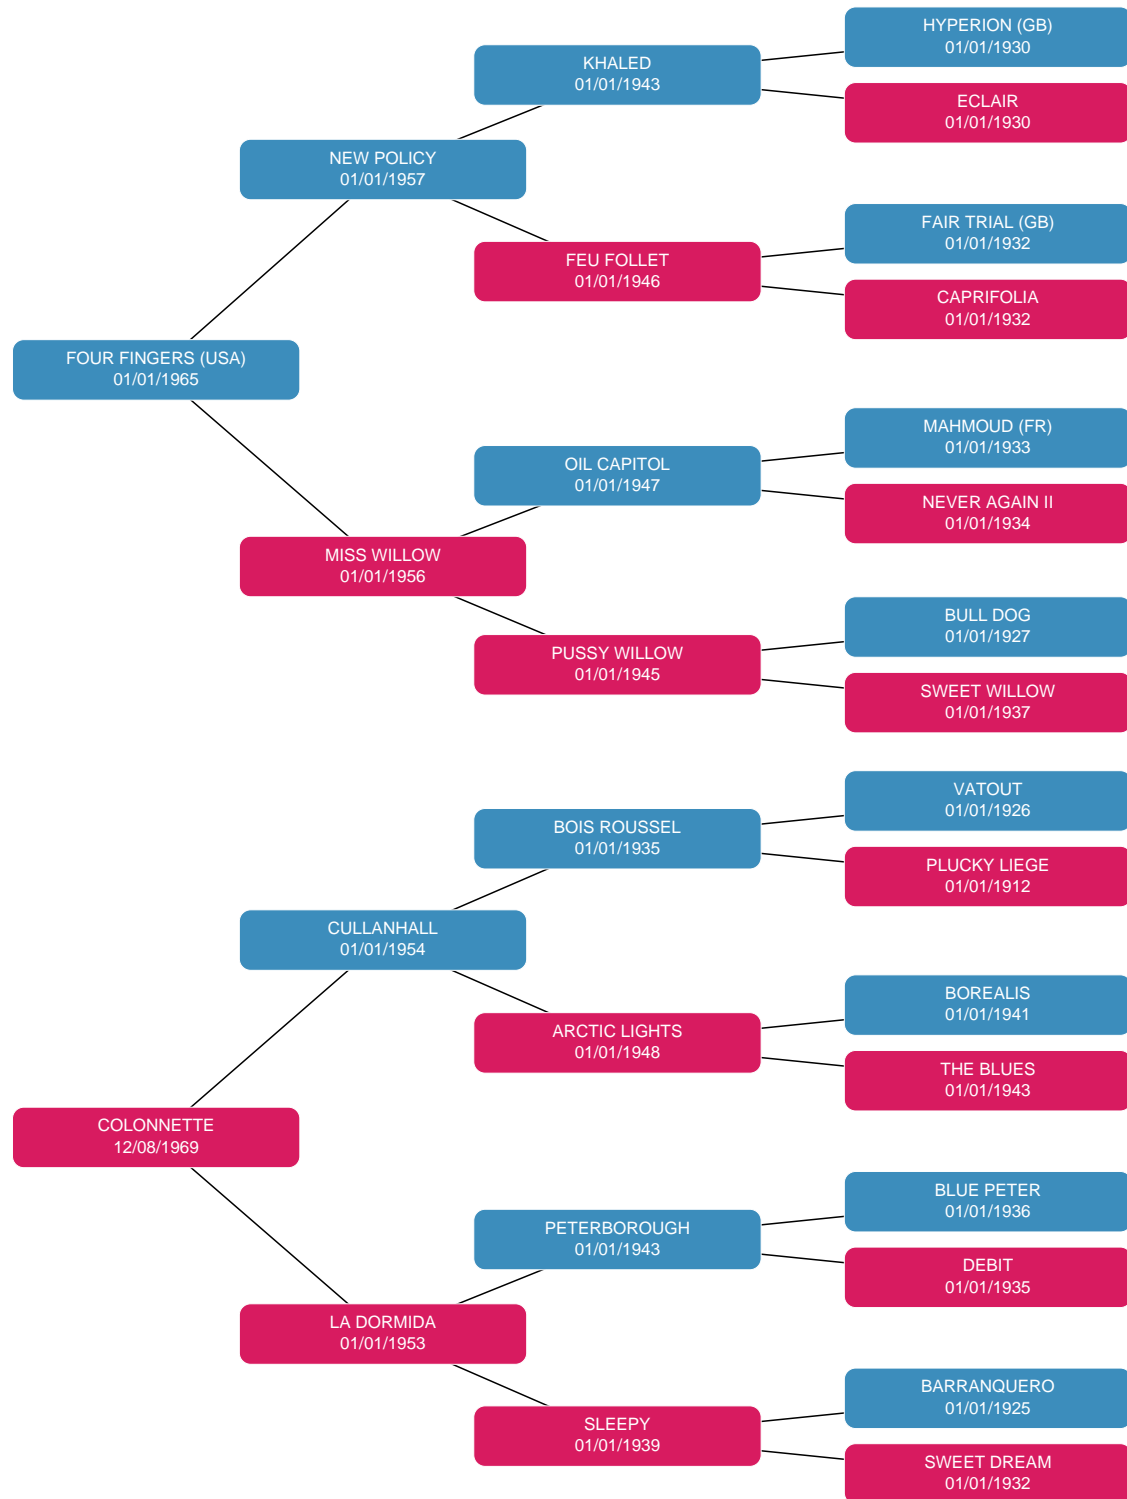 HYPERION (GB)
01/01/1930
KHALED
01/01/1943
ECLAIR
01/01/1930
NEW POLICY
01/01/1957
FAIR TRIAL (GB)
01/01/1932
FEU FOLLET
01/01/1946
CAPRIFOLIA
01/01/1932
FOUR FINGERS (USA)
01/01/1965
MAHMOUD (FR)
01/01/1933
OIL CAPITOL
01/01/1947
NEVER AGAIN II
01/01/1934
MISS WILLOW
01/01/1956
BULL DOG
01/01/1927
PUSSY WILLOW
01/01/1945
SWEET WILLOW
01/01/1937
VATOUT
01/01/1926
BOIS ROUSSEL
01/01/1935
PLUCKY LIEGE
01/01/1912
CULLANHALL
01/01/1954
BOREALIS
01/01/1941
ARCTIC LIGHTS
01/01/1948
THE BLUES
01/01/1943
COLONNETTE
12/08/1969
BLUE PETER
01/01/1936
PETERBOROUGH
01/01/1943
DEBIT
01/01/1935
LA DORMIDA
01/01/1953
BARRANQUERO
01/01/1925
SLEEPY
01/01/1939
SWEET DREAM
01/01/1932